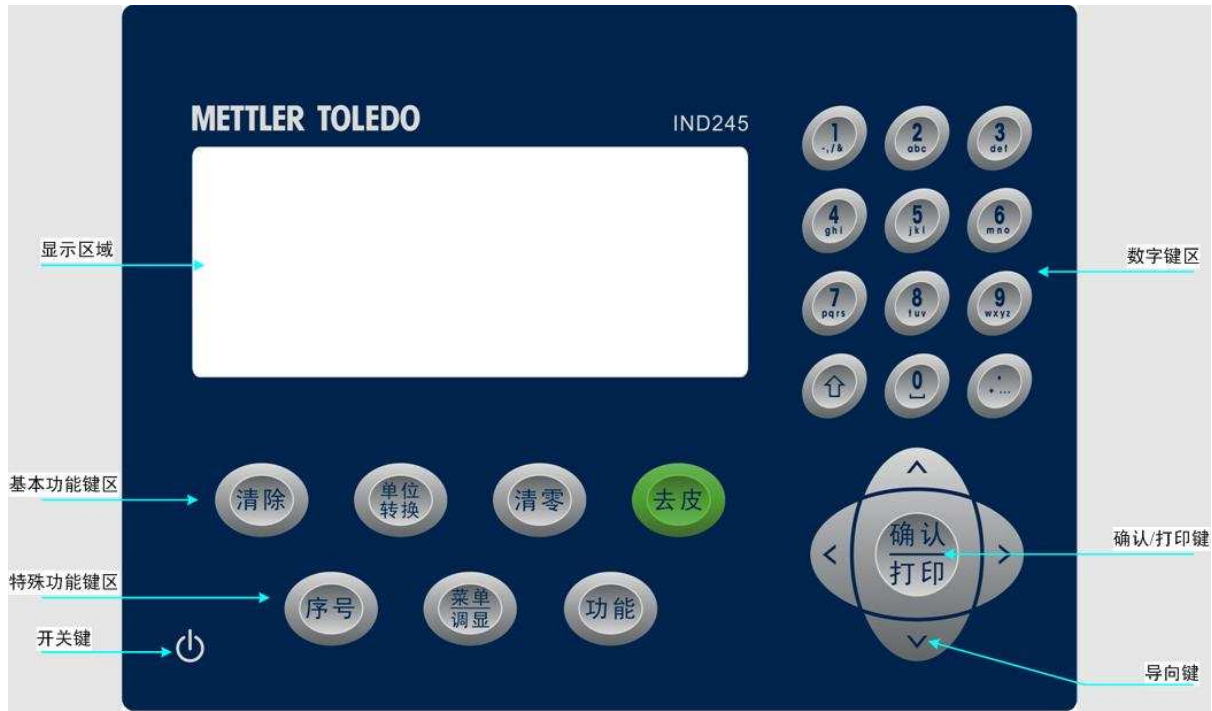 METTLER TOLEDO
IND245
1
-,/&
2
abc
3
def
4
ghi
5
jkl
6
mno
显示区域
数字键区
7
pqrs
8
tuv
9
wxyz
0
基本功能键区
清除
单位
转换
清零
去皮
确认
打印
确认/打印键
特殊功能键区
序号
菜单
调显
功能
开关键
导向键